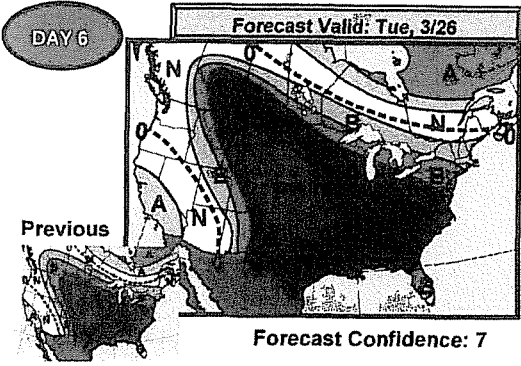 DAY 6
Forecast Valid: Tue, 3/26
N
0
A
B
N
0
0
B
B
A
N
Previous
Forecast Confidence: 7